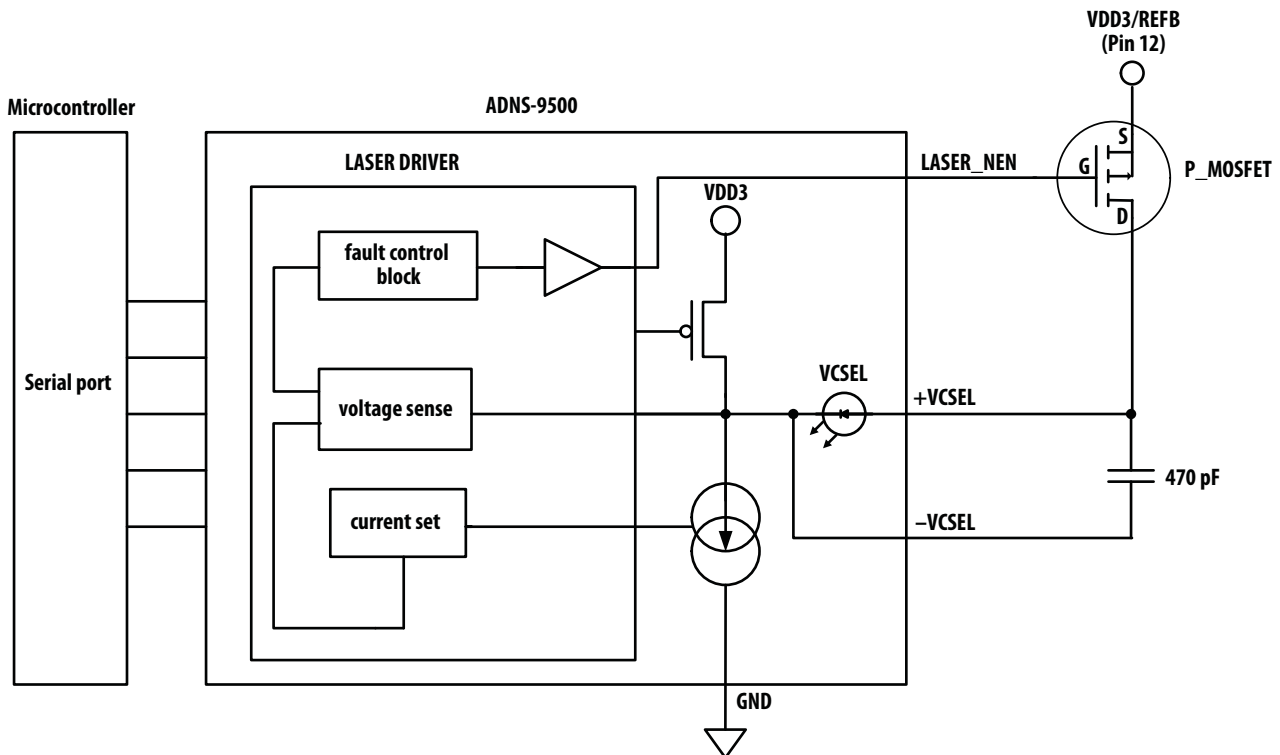 VDD3/REFB
(Pin 12)
Microcontroller
ADNS-9500
LASER DRIVER
LASER_NEN
S
G
D
P_MOSFET
VDD3
fault control
block
Serial port
voltage sense
VCSEL
+VCSEL
470 pF
current set
–VCSEL
GND